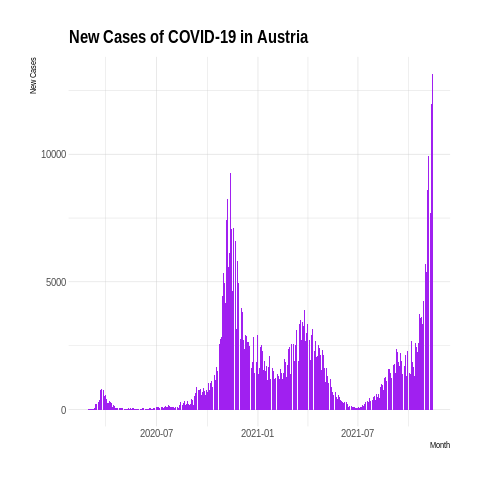 New Cases of COVID-19 in Austria
New Cases
10000
5000
0
2020-07
2021-01
2021-07
Month